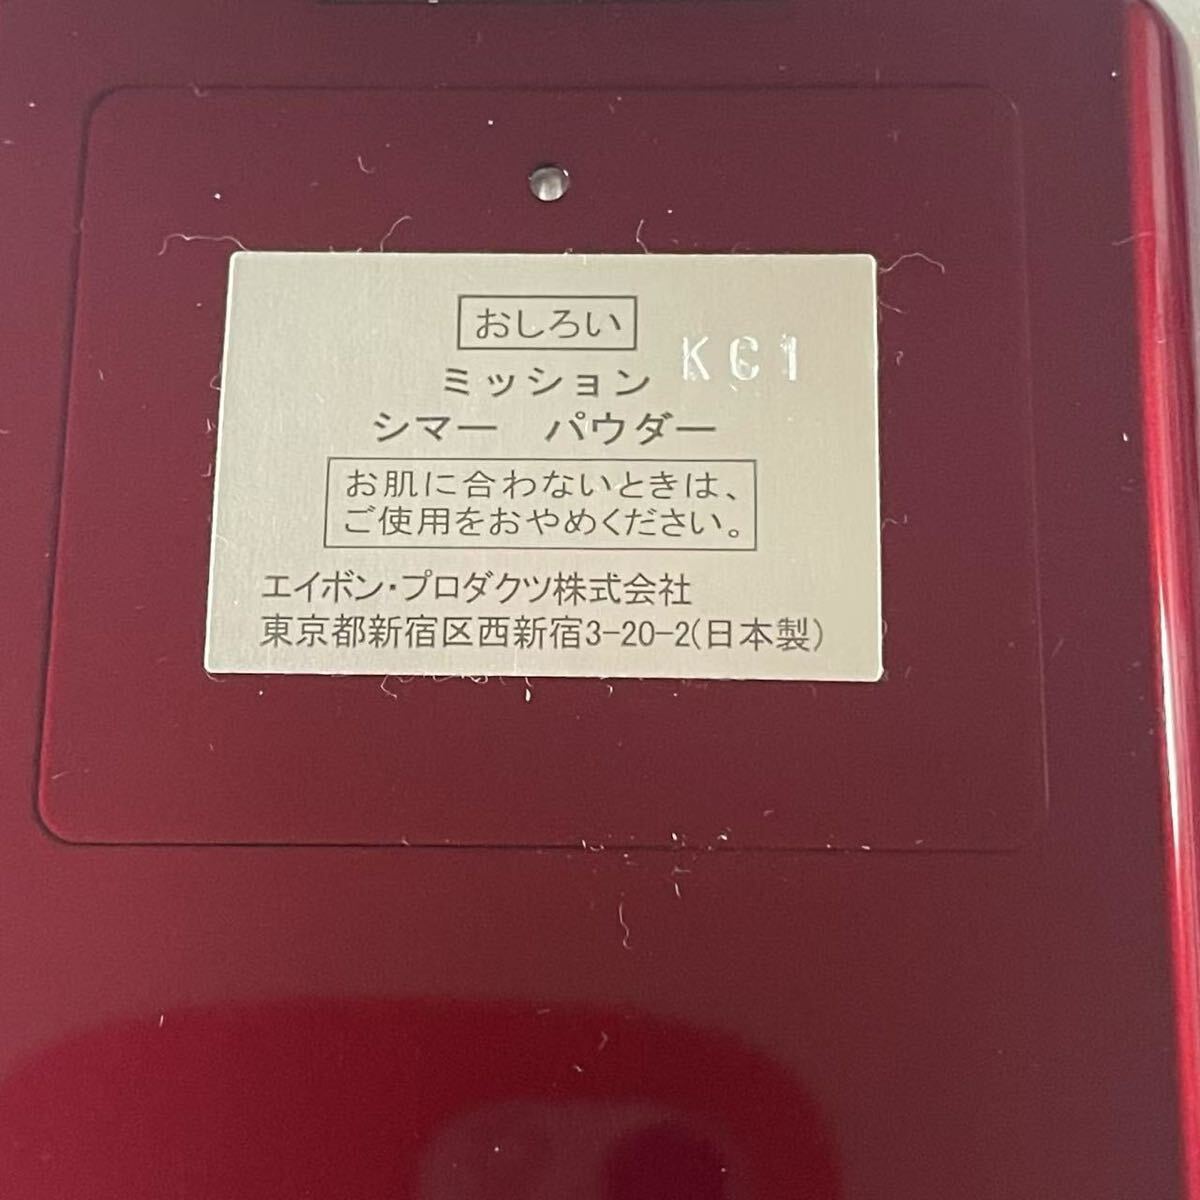 おしろい
KC1
ミッション
シマー　パウダー
お肌に合わないときは、
ご使用をおやめください。
エイボン・プロダクツ株式会社
東京都新宿区西新宿3-20-2(日本製)